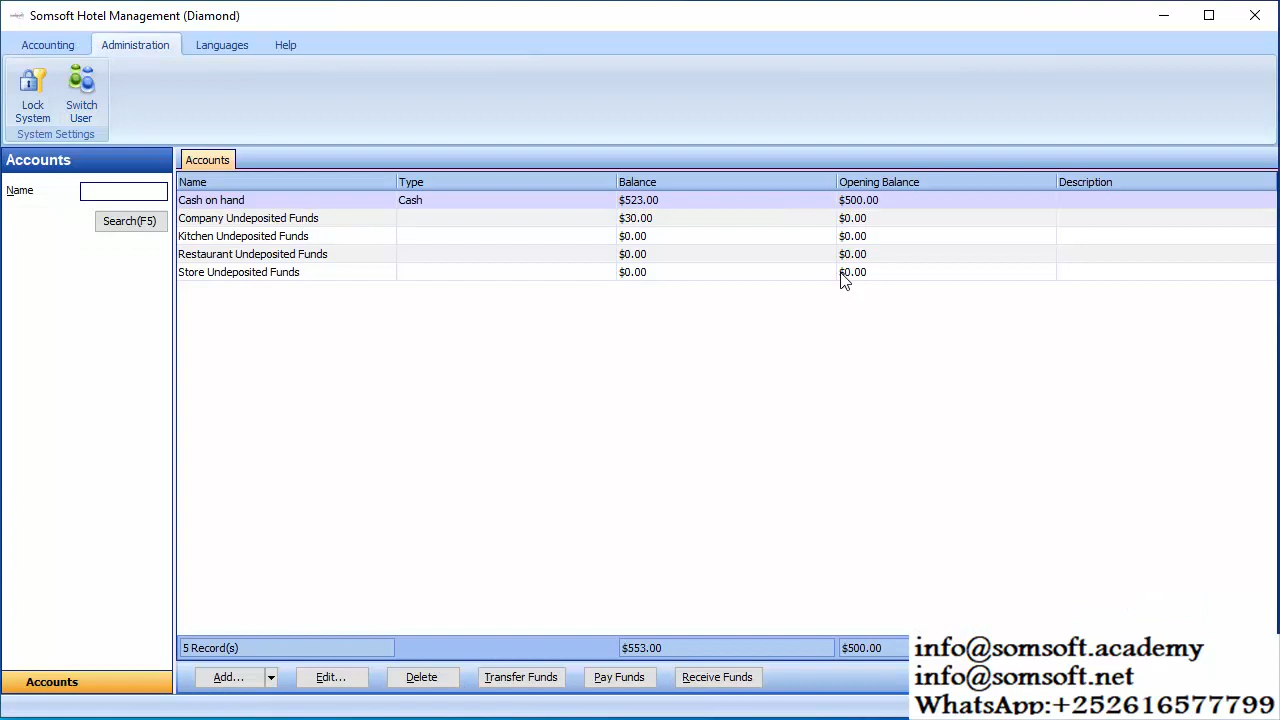 Somsoft Hotel Management (Diamond)
Accounting Administration Languages Help
Lock System
Switch User
System Settings
Accounts
Name
Search(F5)
Accounts
Name Type Balance Opening Balance Description
Cash on hand Cash $523.00 $500.00
Company Undeposited Funds $30.00 $0.00
Kitchen Undeposited Funds $0.00 $0.00
Restaurant Undeposited Funds $0.00 $0.00
Store Undeposited Funds $0.00 $0.00
5 Record(s) $553.00 $500.00
Add... Edit... Delete Transfer Funds Pay Funds Receive Funds
Accounts
info@somsoft.academy
info@somsoft.net
WhatsApp:+252616577799